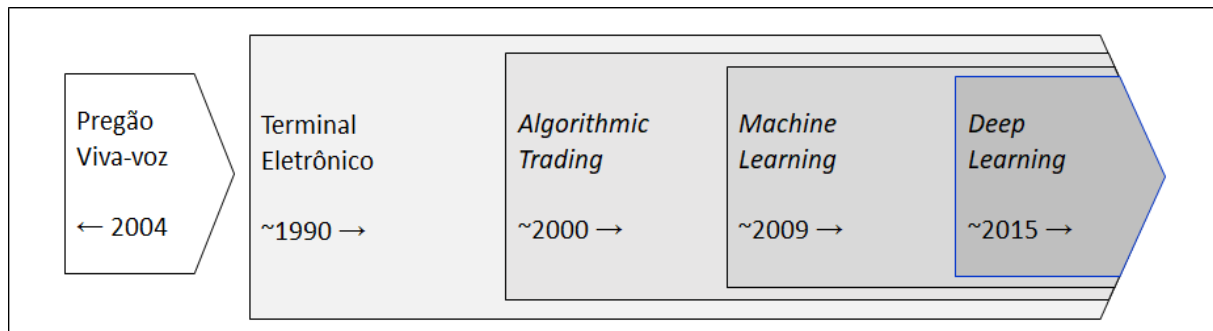 Pregão
Viva-voz
← 2004
Terminal
Eletrônico
~1990 →
Algorithmic
Trading
~2000 →
Machine
Learning
~2009 →
Deep
Learning
~2015 →